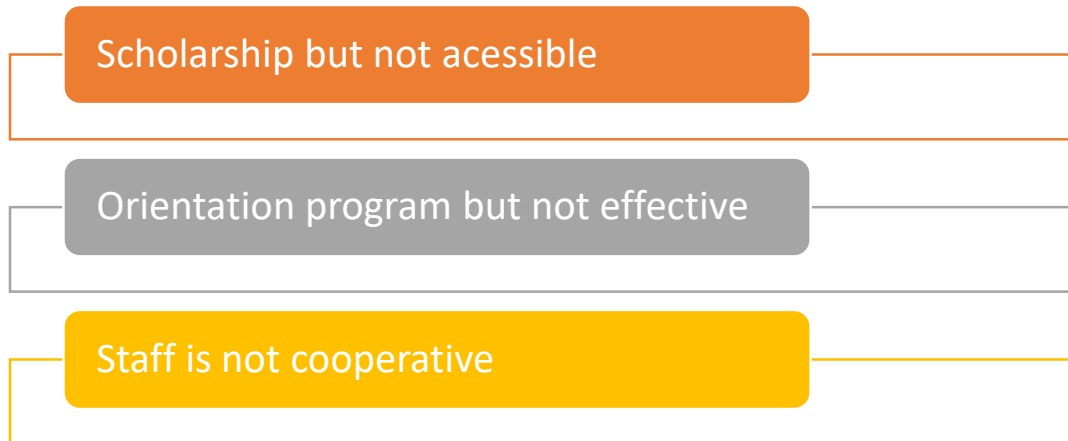 Scholarship but not acessible
Orientation program but not effective
Staff is not cooperative